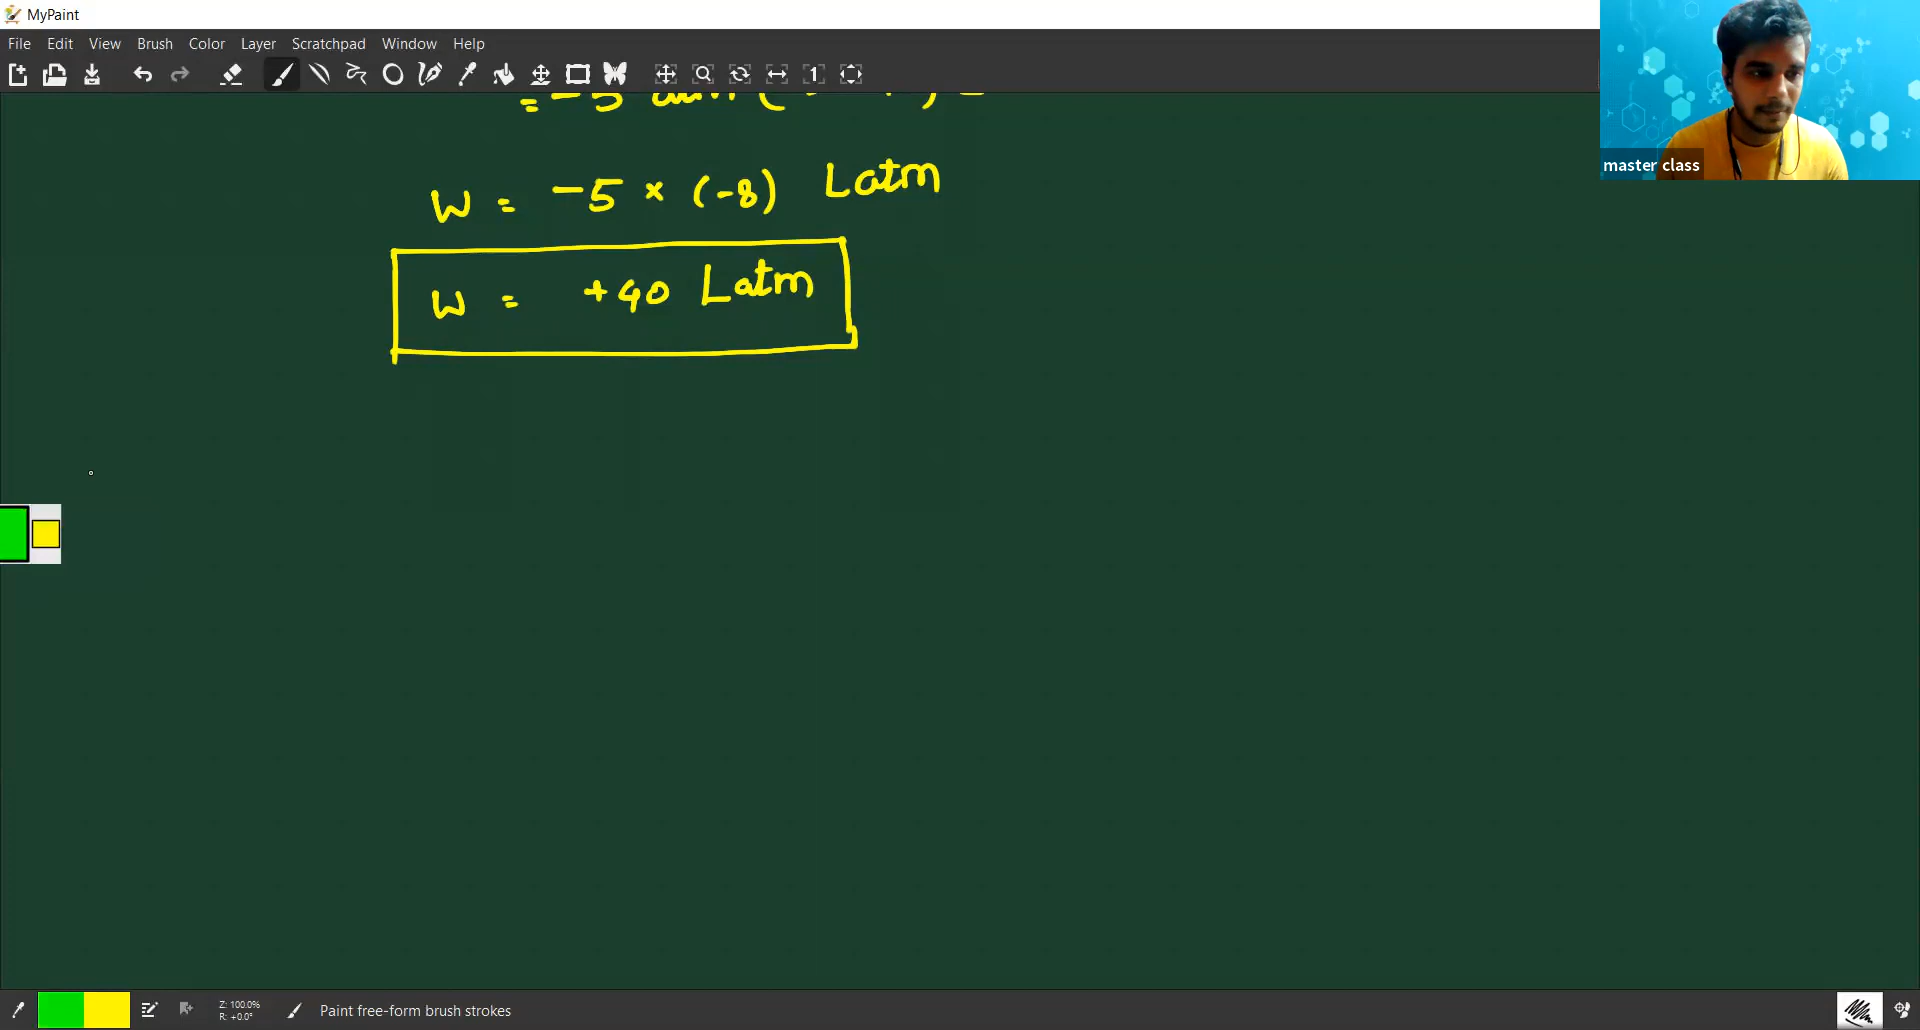 MyPaint
File Edit View Brush Color Layer Scratchpad Window Help
master class
W = -5 × (-8) Latm
W = +40 Latm
Z: 100.0%
R: +0.0°
Paint free-form brush strokes